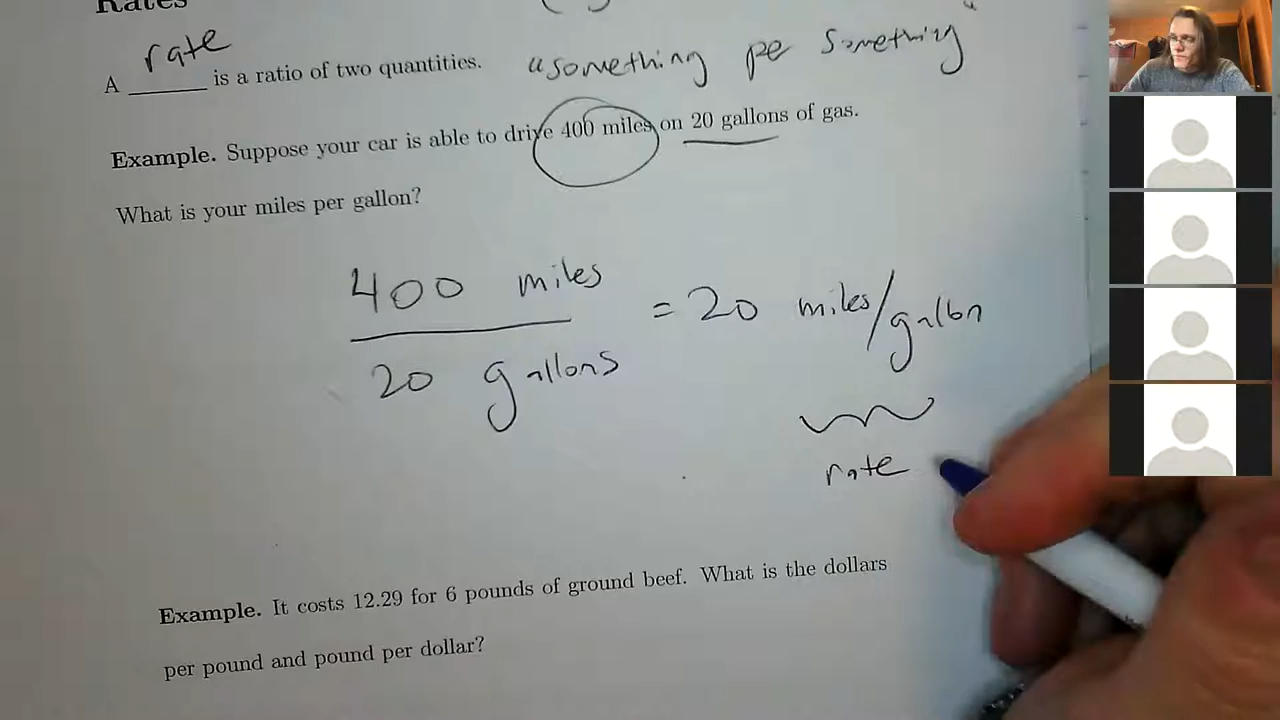 Rates
rate
A ______ is a ratio of two quantities. "something per something"
Example. Suppose your car is able to drive 400 miles on 20 gallons of gas.
What is your miles per gallon?
400 miles
= 20 miles/gallon
20 gallons
rate
Example. It costs 12.29 for 6 pounds of ground beef. What is the dollars
per pound and pound per dollar?